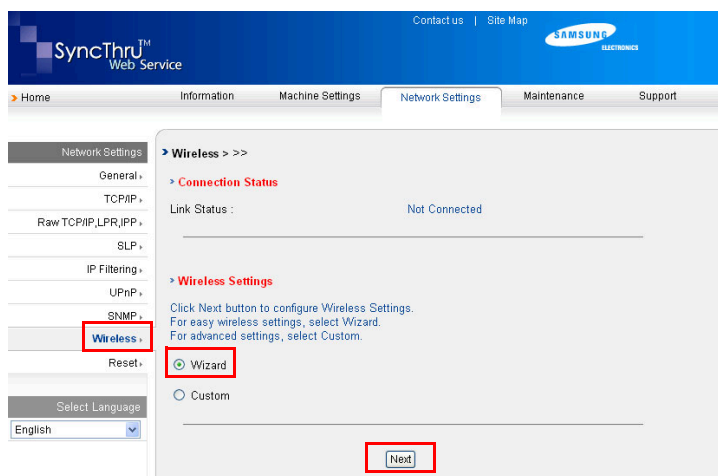 Contact us | Site Map
SAMSUNG
ELECTRONICS
SyncThru™
Web Service
Home
Information
Machine Settings
Network Settings
Maintenance
Support
Network Settings
General
TCP/IP
Raw TCP/IP,LPR,IPP
SLP
IP Filtering
UPnP
SNMP
Wireless
Reset
Select Language
English
Wireless > >>
Connection Status
Link Status : Not Connected
Wireless Settings
Click Next button to configure Wireless Settings.
For easy wireless settings, select Wizard.
For advanced settings, select Custom.
Wizard
Custom
Next